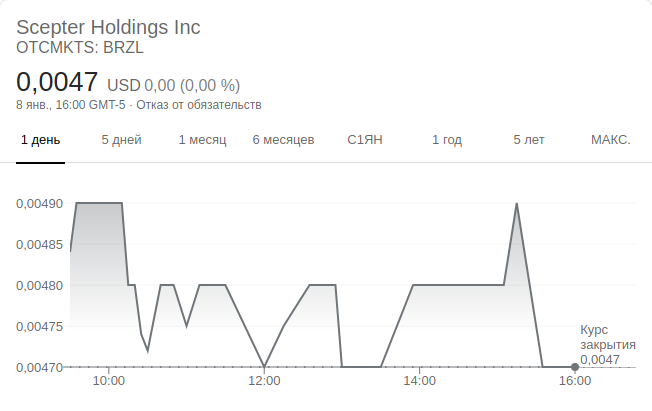 Scepter Holdings Inc
OTCMKTS: BRZL
0,0047 USD 0,00 (0,00 %)
8 янв., 16:00 GMT-5 · Отказ от обязательств
1 день 5 дней 1 месяц 6 месяцев С1ЯН 1 год 5 лет МАКС.
0,00490
0,00485
0,00480
0,00475
Курс
закрытия
0,0047
0,00470
10:00 12:00 14:00 16:00